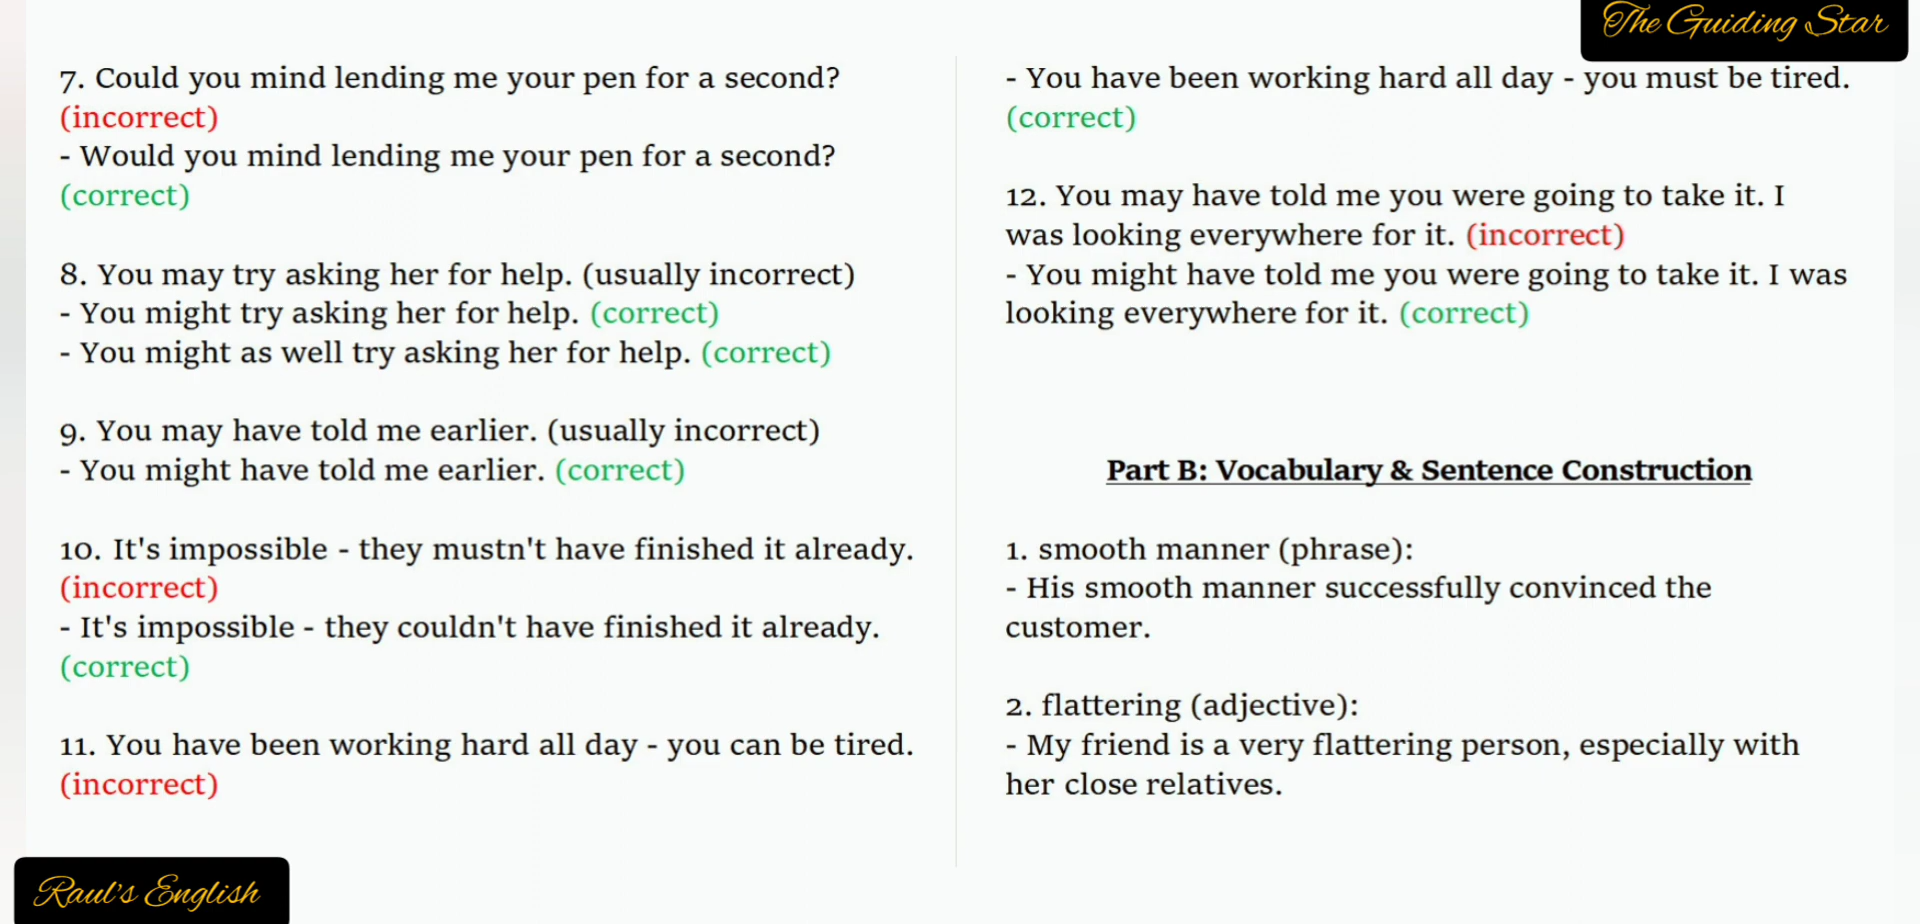 The Guiding Star
7. Could you mind lending me your pen for a second?
(incorrect)
- Would you mind lending me your pen for a second?
(correct)
8. You may try asking her for help. (usually incorrect)
- You might try asking her for help. (correct)
- You might as well try asking her for help. (correct)
9. You may have told me earlier. (usually incorrect)
- You might have told me earlier. (correct)
10. It's impossible - they mustn't have finished it already.
(incorrect)
- It's impossible - they couldn't have finished it already.
(correct)
11. You have been working hard all day - you can be tired.
(incorrect)
- You have been working hard all day - you must be tired.
(correct)
12. You may have told me you were going to take it. I
was looking everywhere for it. (incorrect)
- You might have told me you were going to take it. I was
looking everywhere for it. (correct)
Part B: Vocabulary & Sentence Construction
1. smooth manner (phrase):
- His smooth manner successfully convinced the
customer.
2. flattering (adjective):
- My friend is a very flattering person, especially with
her close relatives.
Raul's English